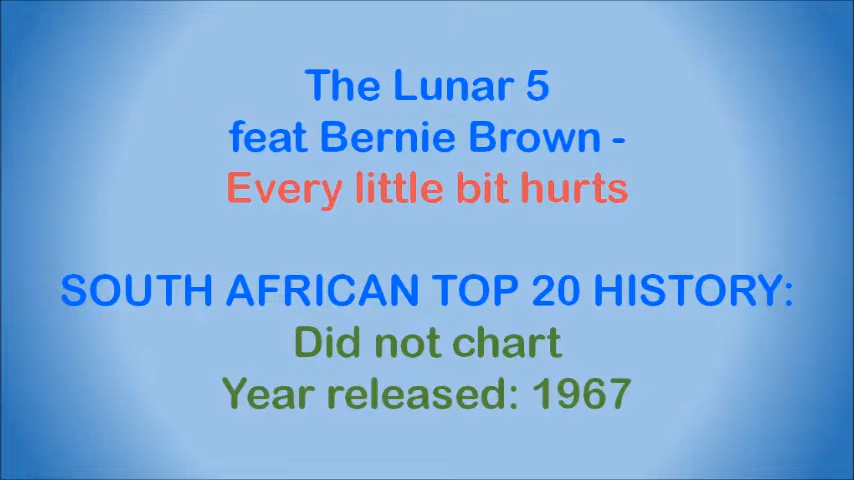 The Lunar 5
feat Bernie Brown -
Every little bit hurts
SOUTH AFRICAN TOP 20 HISTORY:
Did not chart
Year released: 1967